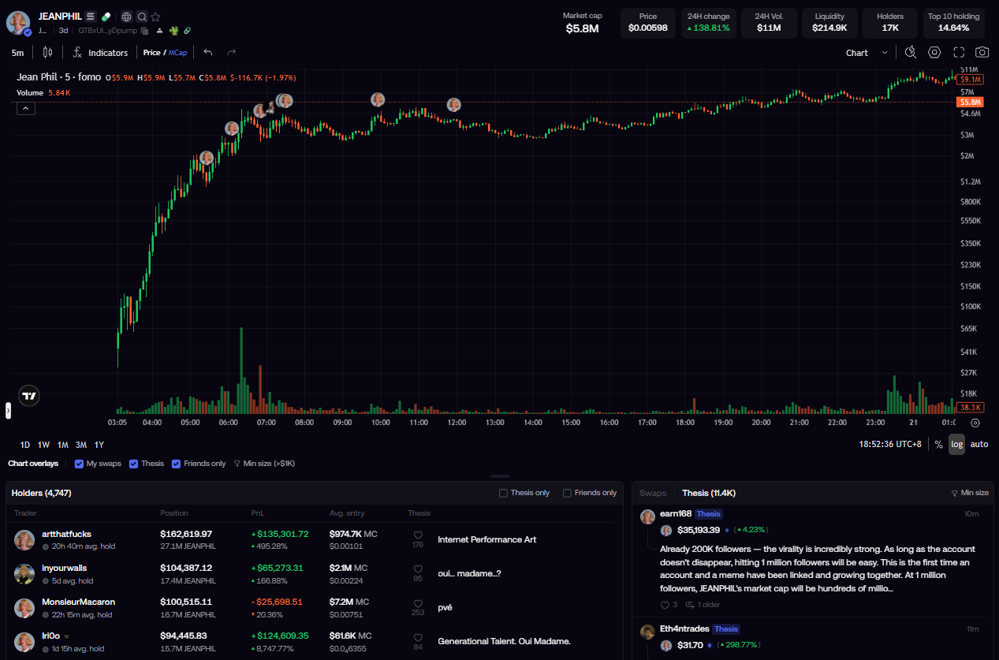 JEANPHIL
J... 3d GTBxUi...yDpump
Market cap
$5.8M
Price
$0.00598
24H change
138.81%
24H Vol.
$11M
Liquidity
$214.9K
Holders
17K
Top 10 holding
14.64%
5m Indicators Price / MCap Chart
Jean Phil · 5 · fomo O$5.9M H$5.9M L$5.7M C$5.8M $-116.7K (−1.97%)
Volume 5.84K
$11M
$9.1M
$7M
$5.8M
$4.6M
$3M
$2M
$1.2M
$800K
$550K
$350K
$230K
$150K
$100K
$65K
$41K
$27K
$18K
38.3K
03:05 04:00 05:00 06:00 07:00 08:00 09:00 10:00 11:00 12:00 13:00 14:00 15:00 16:00 17:00 18:00 19:00 20:00 21:00 22:00 23:00 21 01:0
1D 1W 1M 3M 1Y 18:52:36 UTC+8 % log auto
Chart overlays My swaps Thesis Friends only Min size (>$1K)
Holders (4,747) Thesis only Friends only
Trader Position PnL Avg. entry Thesis
artthatfucks $162,619.97 +$135,301.72 $974.7K MC
20h 40m avg. hold 27.1M JEANPHIL 495.28% $0.00101 176 Internet Performance Art
inyourwalls $104,387.12 +$65,273.31 $2.1M MC
5d avg. hold 17.4M JEANPHIL 166.88% $0.00224 95 oui... madame...?
MonsieurMacaron $100,515.11 -$25,698.51 $7.2M MC
22h 15m avg. hold 16.7M JEANPHIL 20.36% $0.00751 253 pvé
lri0o $94,445.83 +$124,609.35 $61.6K MC
1d 15h avg. hold 15.7M JEANPHIL 8,747.77% $0.0₄6355 84 Generational Talent. Oui Madame.
Swaps Thesis (11.4K) Min size
earn168 Thesis 10m
$35,193.39 • (4.23%)
Already 200K followers — the virality is incredibly strong. As long as the account
doesn't disappear, hitting 1 million followers will be easy. This is the first time an
account and a meme have been linked and growing together. At 1 million
followers, JEANPHIL's market cap will be hundreds of millio...
3 1 older
Eth4ntrades Thesis 11m
$31.70 • (298.77%)